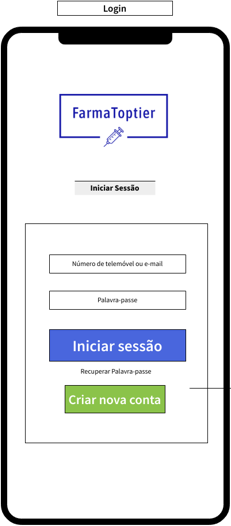 Login
FarmaToptier
Iniciar Sessão
Número de telemóvel ou e-mail
Palavra-passe
Iniciar sessão
Recuperar Palavra-passe
Criar nova conta